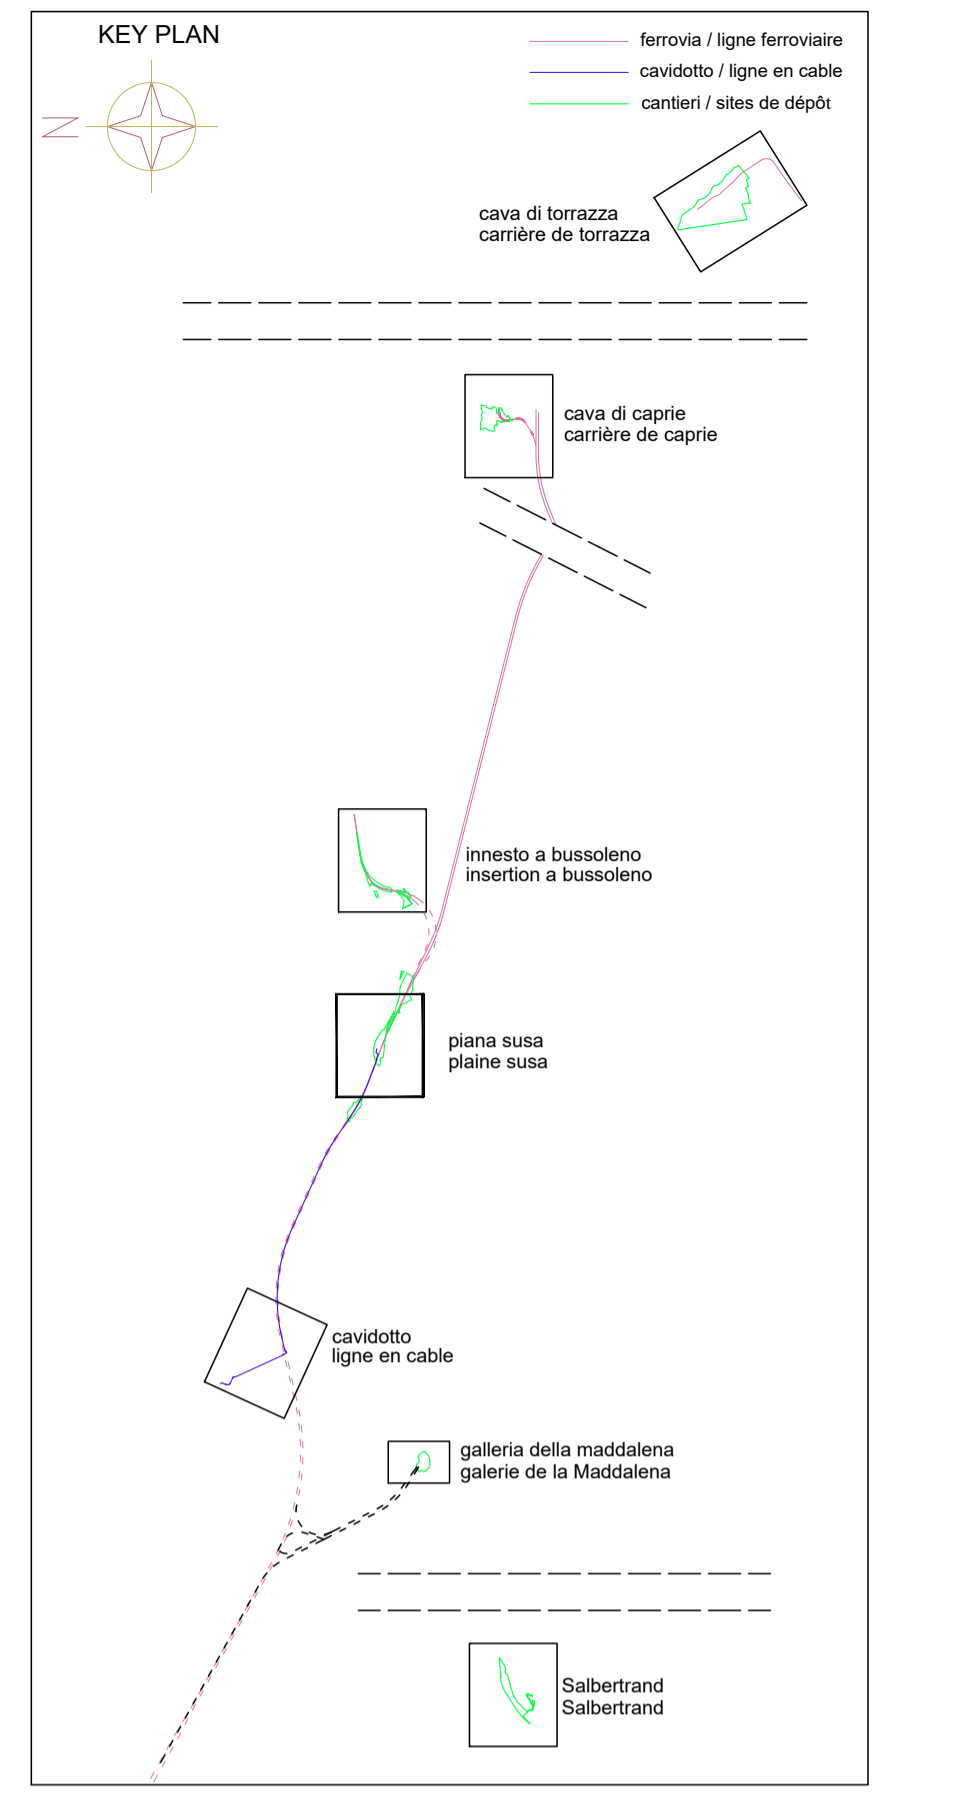 KEY PLAN
N
ferrovia / ligne ferroviaire
cavidotto / ligne en cable
cantieri / sites de dépôt
cava di torrazza
carrière de torrazza
cava di caprie
carrière de caprie
innesto a bussoleno
insertion a bussoleno
piana susa
plaine susa
cavidotto
ligne en cable
galleria della maddalena
galerie de la Maddalena
Salbertrand
Salbertrand